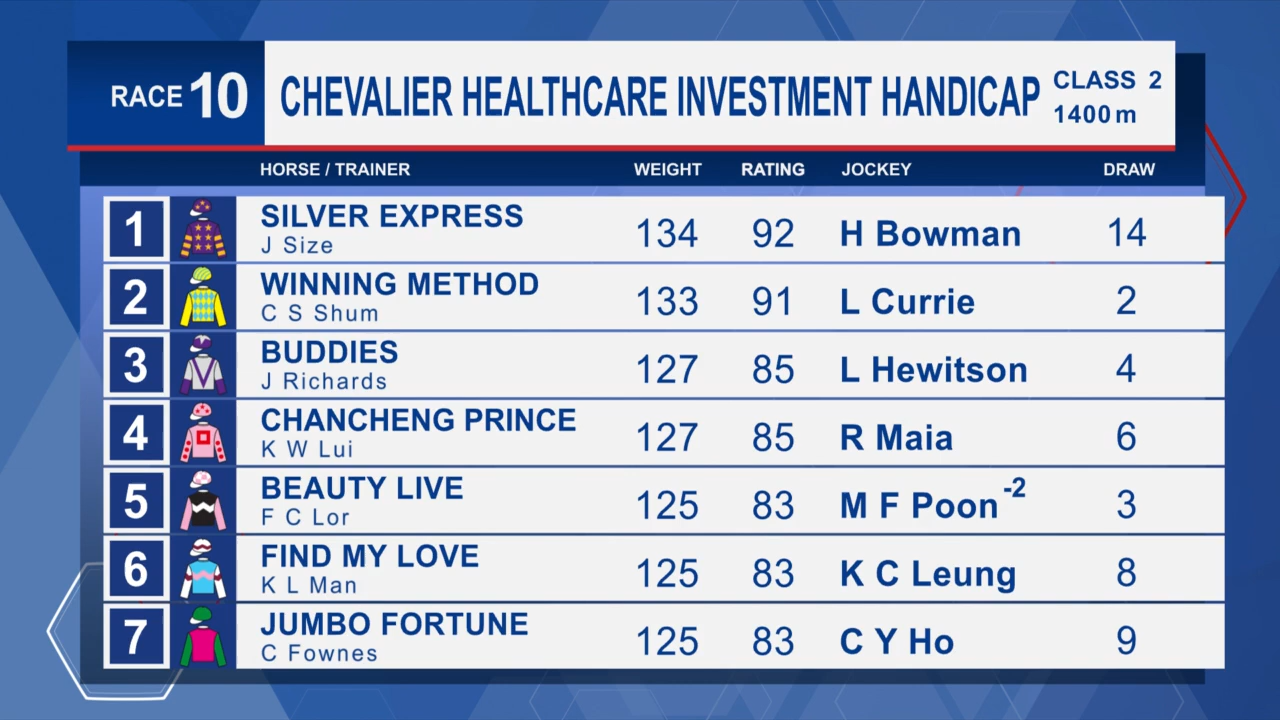 RACE 10 CHEVALIER HEALTHCARE INVESTMENT HANDICAP CLASS 2
1400m
HORSE / TRAINER WEIGHT RATING JOCKEY DRAW
1 SILVER EXPRESS 134 92 H Bowman 14
J Size
2 WINNING METHOD 133 91 L Currie 2
C S Shum
3 BUDDIES 127 85 L Hewitson 4
J Richards
4 CHANCHENG PRINCE 127 85 R Maia 6
K W Lui
5 BEAUTY LIVE 125 83 M F Poon -2 3
F C Lor
6 FIND MY LOVE 125 83 K C Leung 8
K L Man
7 JUMBO FORTUNE 125 83 C Y Ho 9
C Fownes